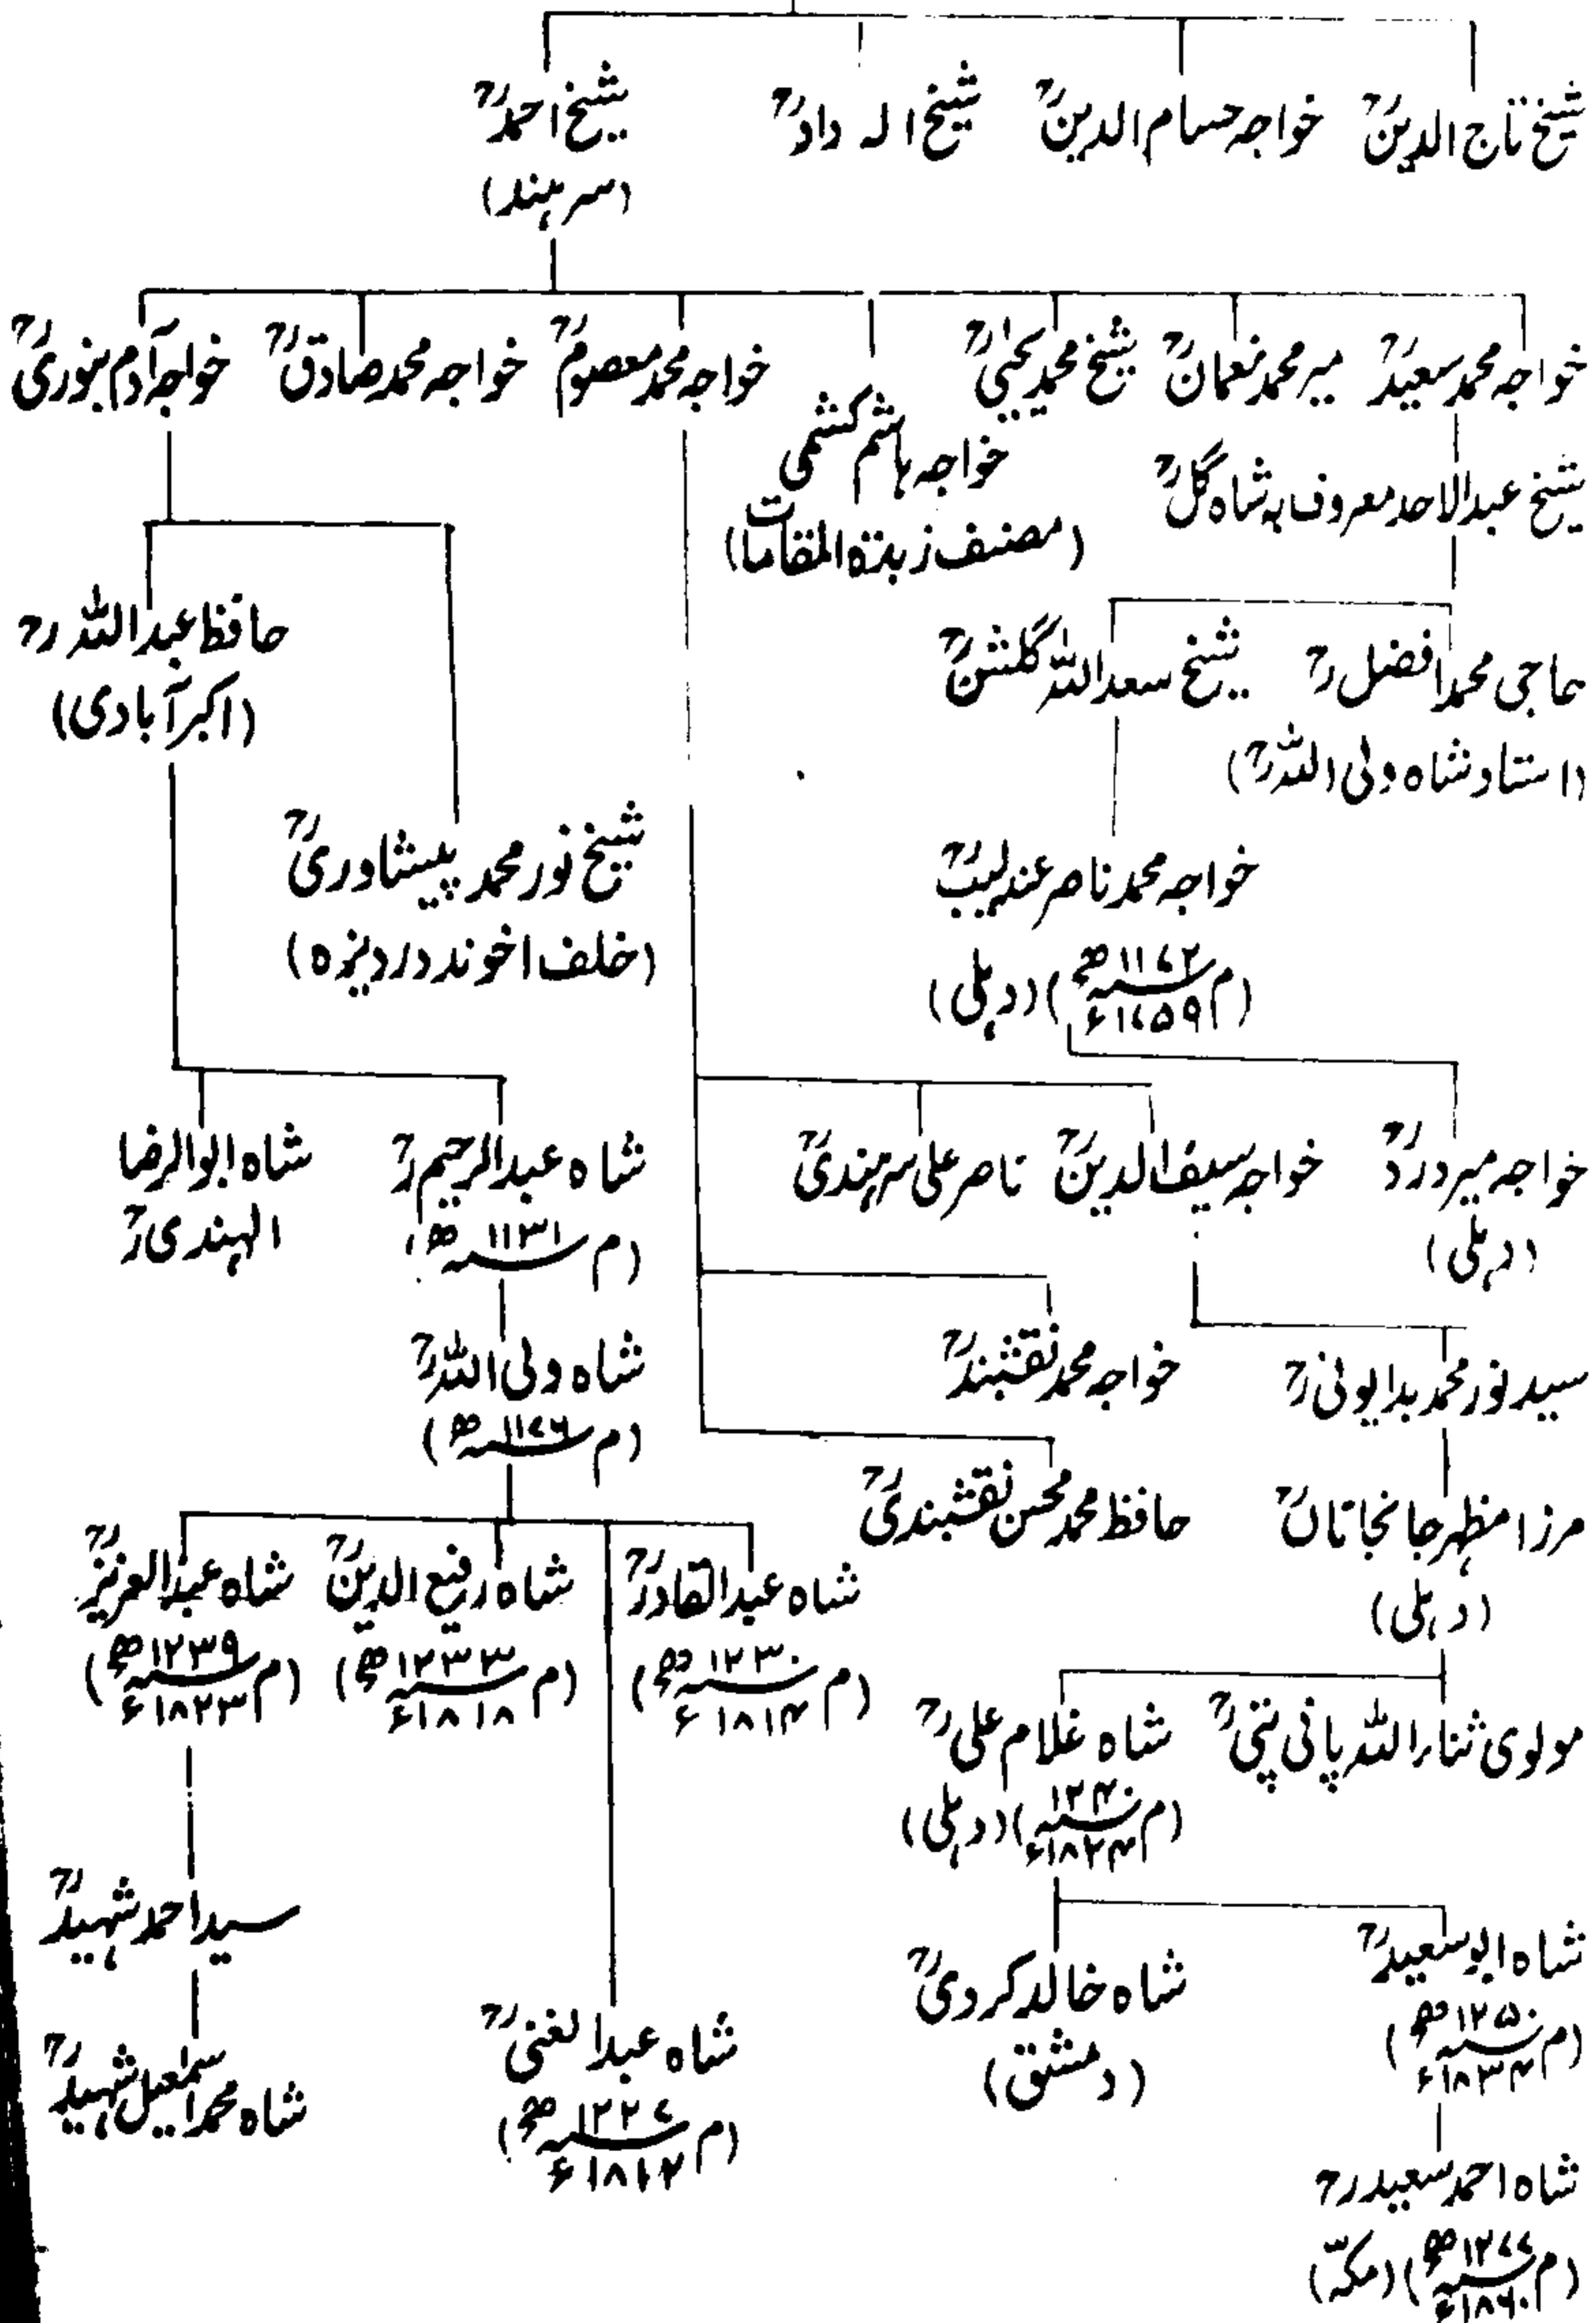 شیخ تاج الدینؒ خواجہ حسام الدینؒ شیخ الہ دادؒ شیخ احمدؒ
(سرہند)
خواجہ محمد سعیدؒ میر محمد نعمانؒ شیخ محمد یحییٰؒ خواجہ محمد معصومؒ خواجہ محمد صادقؒ خواجہ آدم بنوریؒ
خواجہ ہاشم کشمی
(مصنف زبدۃ المقامات)
شیخ عبدالاحد معروف بہ شاہ گلؒ
حاجی محمد افضلؒ شیخ سعد اللہ گلشنؒ حافظ عبداللہؒ
(استاد شاہ ولی اللہؒ) (اکبر آبادی)
خواجہ محمد ناصر عندلیبؒ شیخ نور محمد پیشاوریؒ
(م ۱۱۷۲ھ ۱۷۵۹ء) (دہلی) (خلف اخوند درویزہ)
خواجہ میر دردؒ خواجہ سیف الدینؒ ناصر علی سرہندیؒ شاہ عبدالرحیمؒ شاہ ابوالرضا
(دہلی) (م ۱۱۳۱ھ) الہندیؒ
سید نور محمد بدایونیؒ خواجہ محمد نقشبندؒ شاہ ولی اللہؒ
(م ۱۱۷۶ھ)
مرزا مظہر جانجاناںؒ حافظ محمد محسن نقشبندیؒ
(دہلی)
شاہ عبدالقادرؒ شاہ رفیع الدینؒ شاہ عبدالعزیزؒ
(م ۱۲۳۰ھ ۱۸۱۴ء) (م ۱۲۳۳ھ ۱۸۱۸ء) (م ۱۲۳۹ھ ۱۸۲۳ء)
مولوی ثناء اللہ پانی پتیؒ شاہ غلام علیؒ
(م ۱۲۴۰ھ ۱۸۲۴ء) (دہلی)
سید احمد شہیدؒ
شاہ ابو سعیدؒ شاہ خالد کردیؒ
(م ۱۲۵۰ھ ۱۸۳۴ء) (دمشق)
شاہ عبدالغنیؒ شاہ محمد اسمٰعیل شہیدؒ
(م ۱۲۲۷ھ ۱۸۱۲ء)
شاہ احمد سعیدؒ
(م ۱۲۷۷ھ ۱۸۶۰ء) (مکہّ)